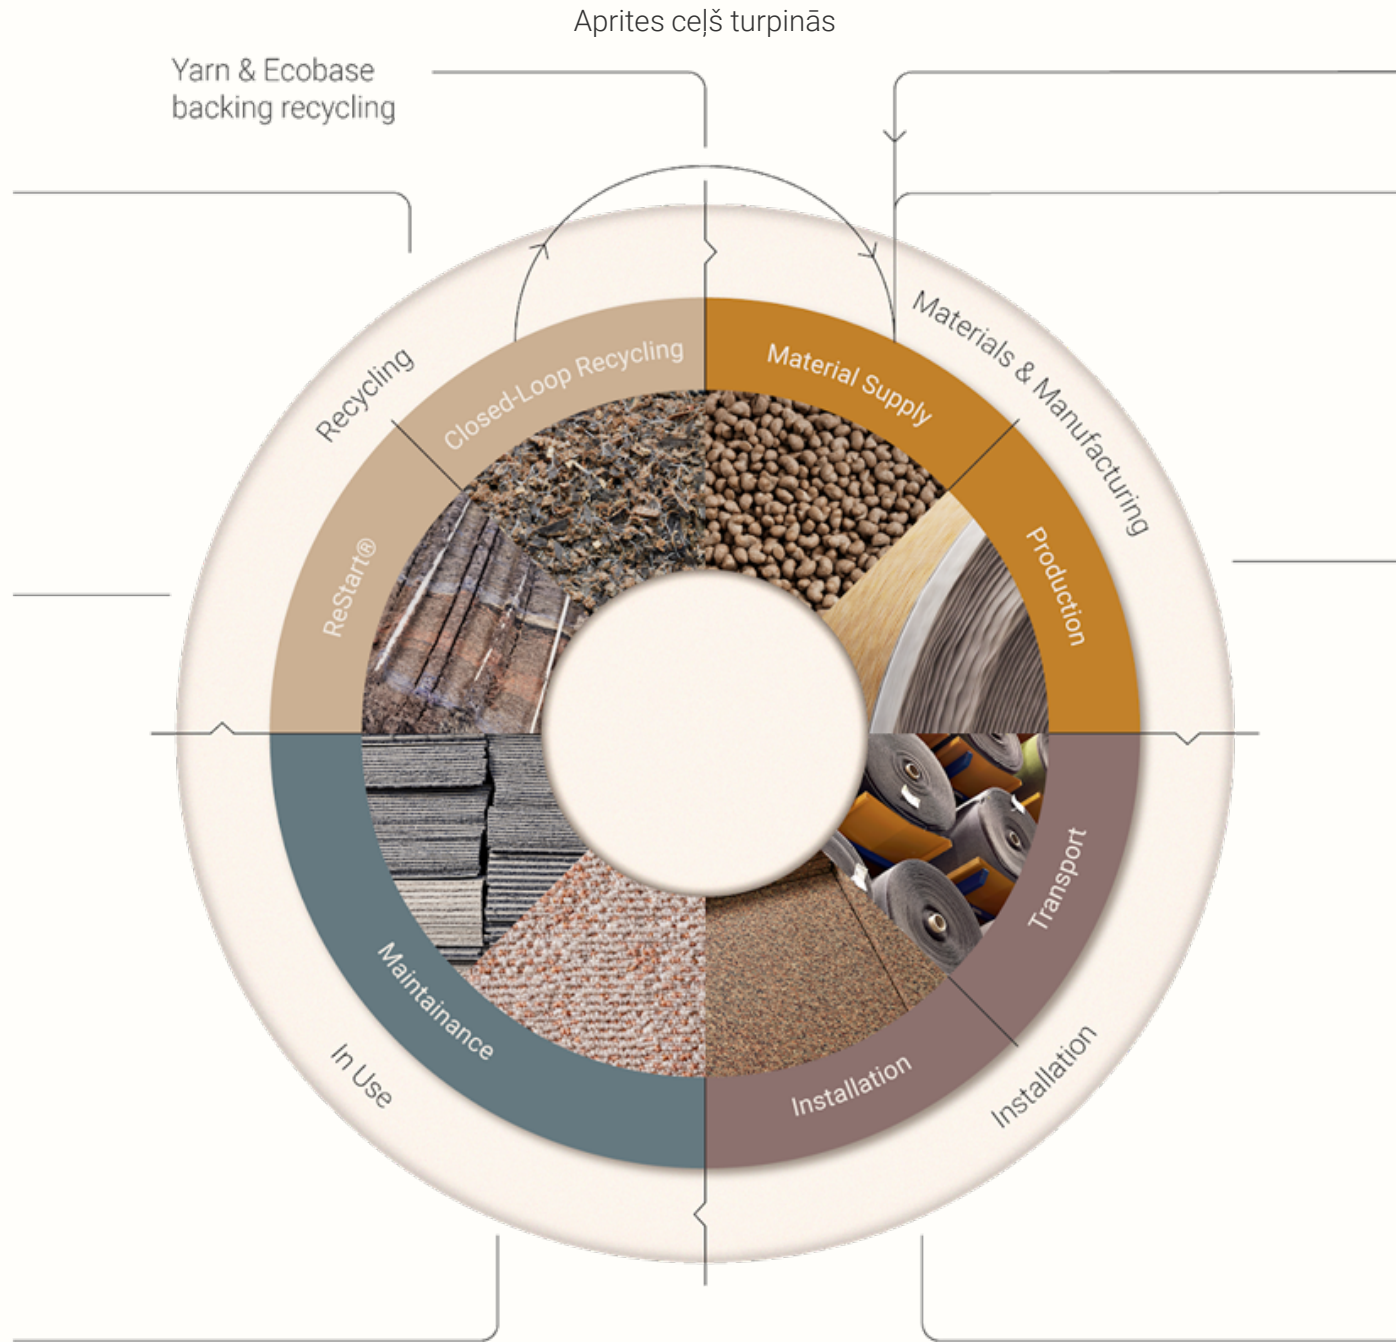 Aprites ceļš turpinās
Yarn & Ecobase
backing recycling
Recycling
Closed-Loop Recycling
ReStart®
Materials & Manufacturing
Material Supply
Production
Transport
Installation
Installation
Maintainance
In Use